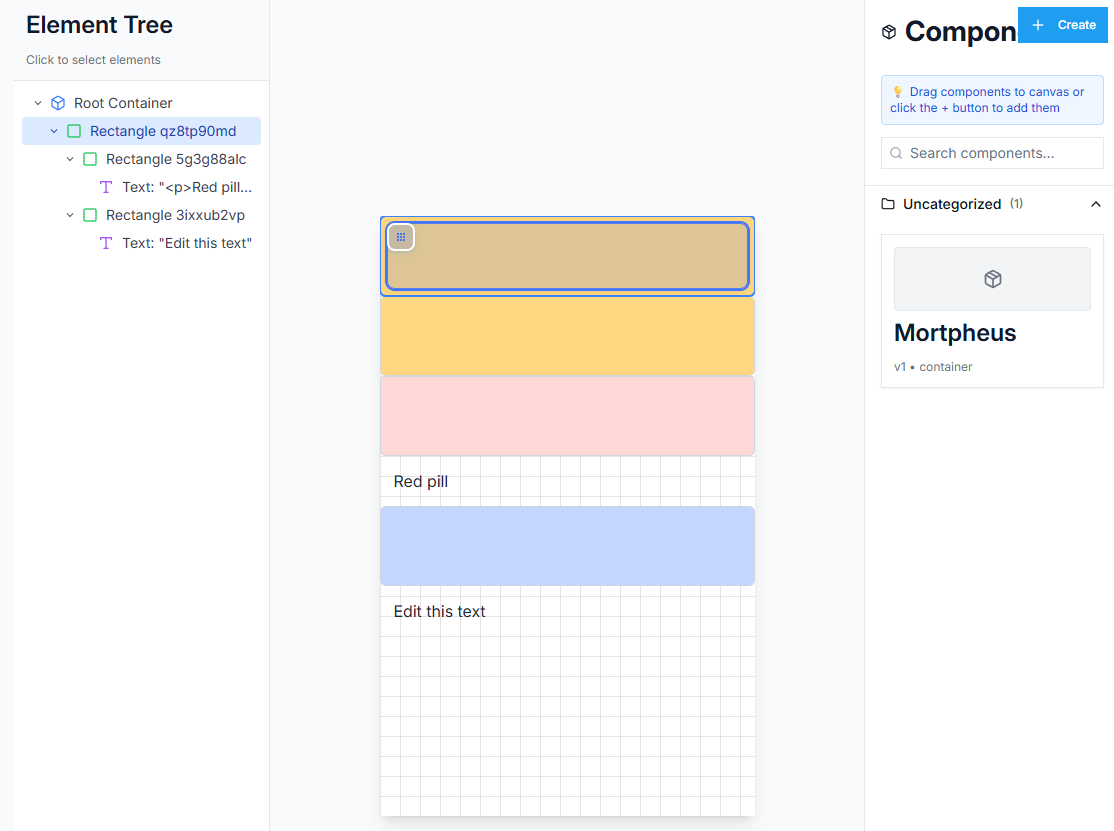 Element Tree
Click to select elements
Root Container
Rectangle qz8tp90md
Rectangle 5g3g88alc
Text: "<p>Red pill...
Rectangle 3ixxub2vp
Text: "Edit this text"
Red pill
Edit this text
Compon
Create
Drag components to canvas or
click the + button to add them
Search components...
Uncategorized (1)
Mortpheus
v1 • container